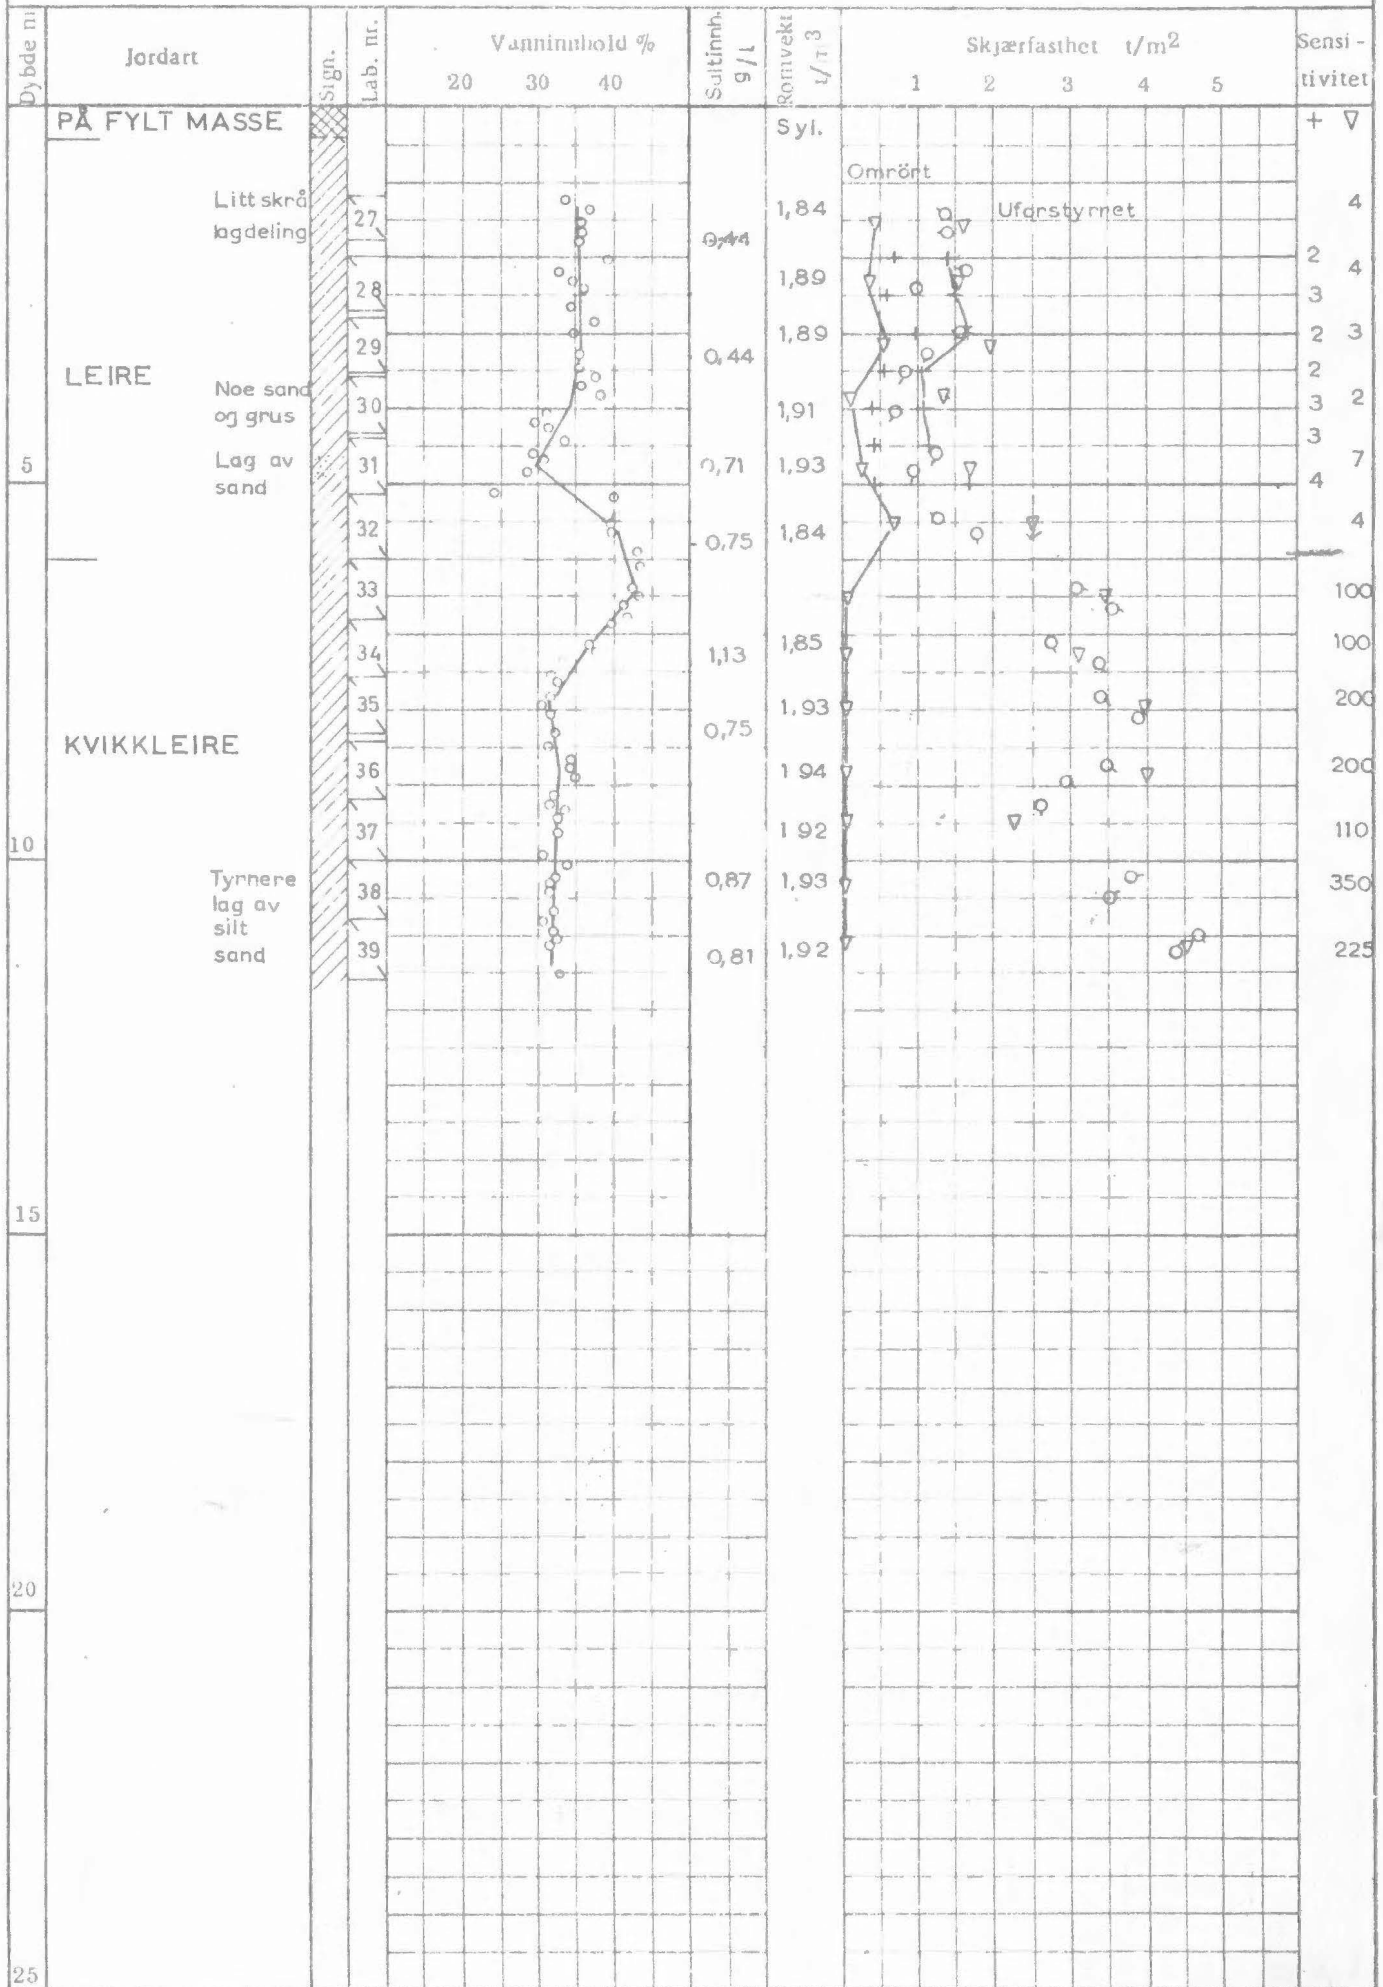 Dybde m
Jordart
Sign.
Lab. nr.
Vanninnhold %
20 30 40
Saltinnh.
g/l
Romvekt
t/m3
Skjærfasthet t/m2
1 2 3 4 5
Sensi-
tivitet
PÅ FYLT MASSE
Syl.
+ ▽
Omrört
Litt skrå
lagdeling
27
1,84
Uforstyrret
4
0,44
2
28
1,89
4
3
29
0,44
1,89
2 3
LEIRE
2
Noe sand
og grus
30
1,91
3 2
3
5
Lag av
sand
31
0,71
1,93
7
4
32
0,75
1,84
4
33
100
34
1,13
1,85
100
35
0,75
1,93
200
KVIKKLEIRE
36
1 94
200
37
1 92
110
10
Tynnere
lag av
silt
sand
38
0,87
1,93
350
39
0,81
1,92
225
15
20
25